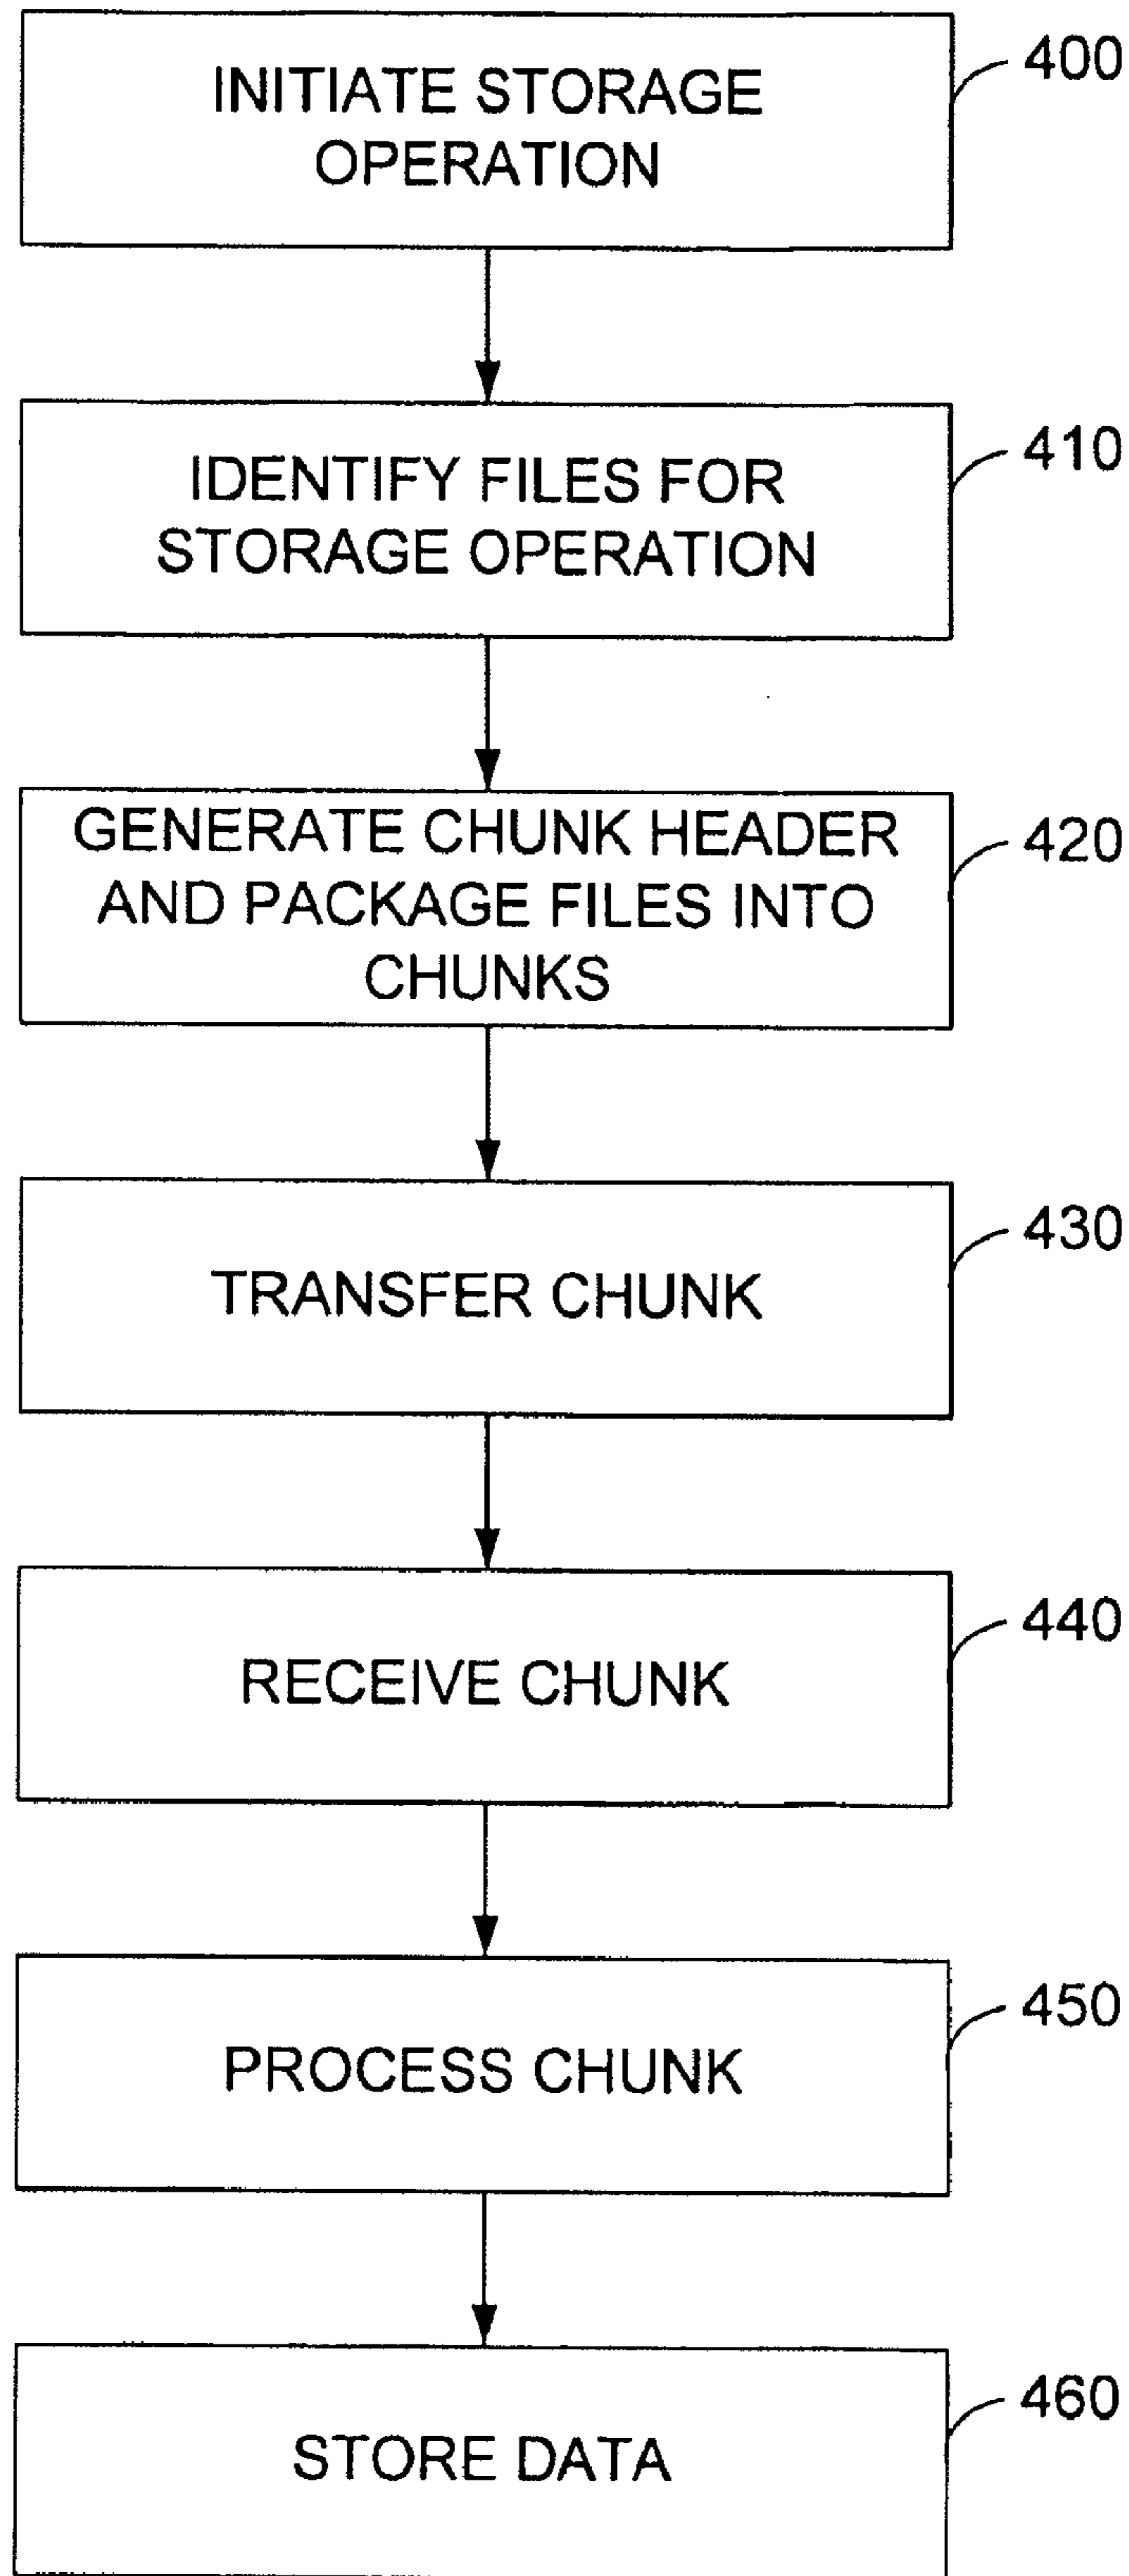 INITIATE STORAGE
OPERATION
400
IDENTIFY FILES FOR
STORAGE OPERATION
410
GENERATE CHUNK HEADER
AND PACKAGE FILES INTO
CHUNKS
420
TRANSFER CHUNK
430
RECEIVE CHUNK
440
PROCESS CHUNK
450
STORE DATA
460